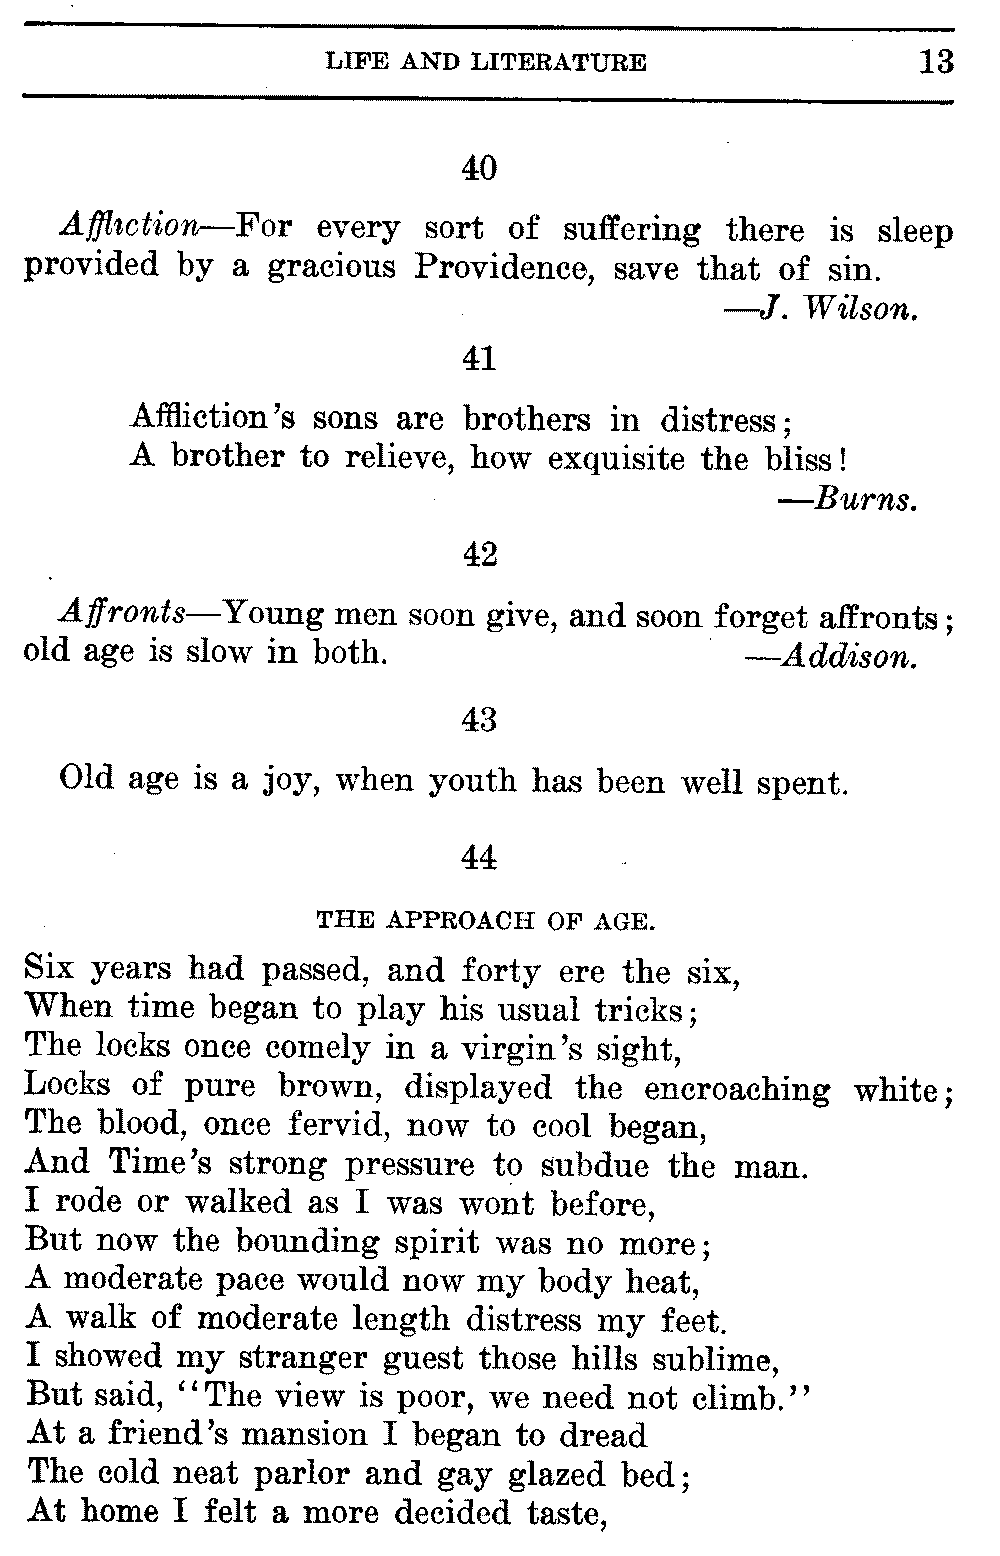 LIFE AND LITERATURE 13
40
Affliction—For every sort of suffering there is sleep
provided by a gracious Providence, save that of sin.
—J. Wilson.
41
Affliction's sons are brothers in distress;
A brother to relieve, how exquisite the bliss!
—Burns.
42
Affronts—Young men soon give, and soon forget affronts;
old age is slow in both. —Addison.
43
Old age is a joy, when youth has been well spent.
44
THE APPROACH OF AGE.
Six years had passed, and forty ere the six,
When time began to play his usual tricks;
The locks once comely in a virgin's sight,
Locks of pure brown, displayed the encroaching white;
The blood, once fervid, now to cool began,
And Time's strong pressure to subdue the man.
I rode or walked as I was wont before,
But now the bounding spirit was no more;
A moderate pace would now my body heat,
A walk of moderate length distress my feet.
I showed my stranger guest those hills sublime,
But said, "The view is poor, we need not climb."
At a friend's mansion I began to dread
The cold neat parlor and gay glazed bed;
At home I felt a more decided taste,